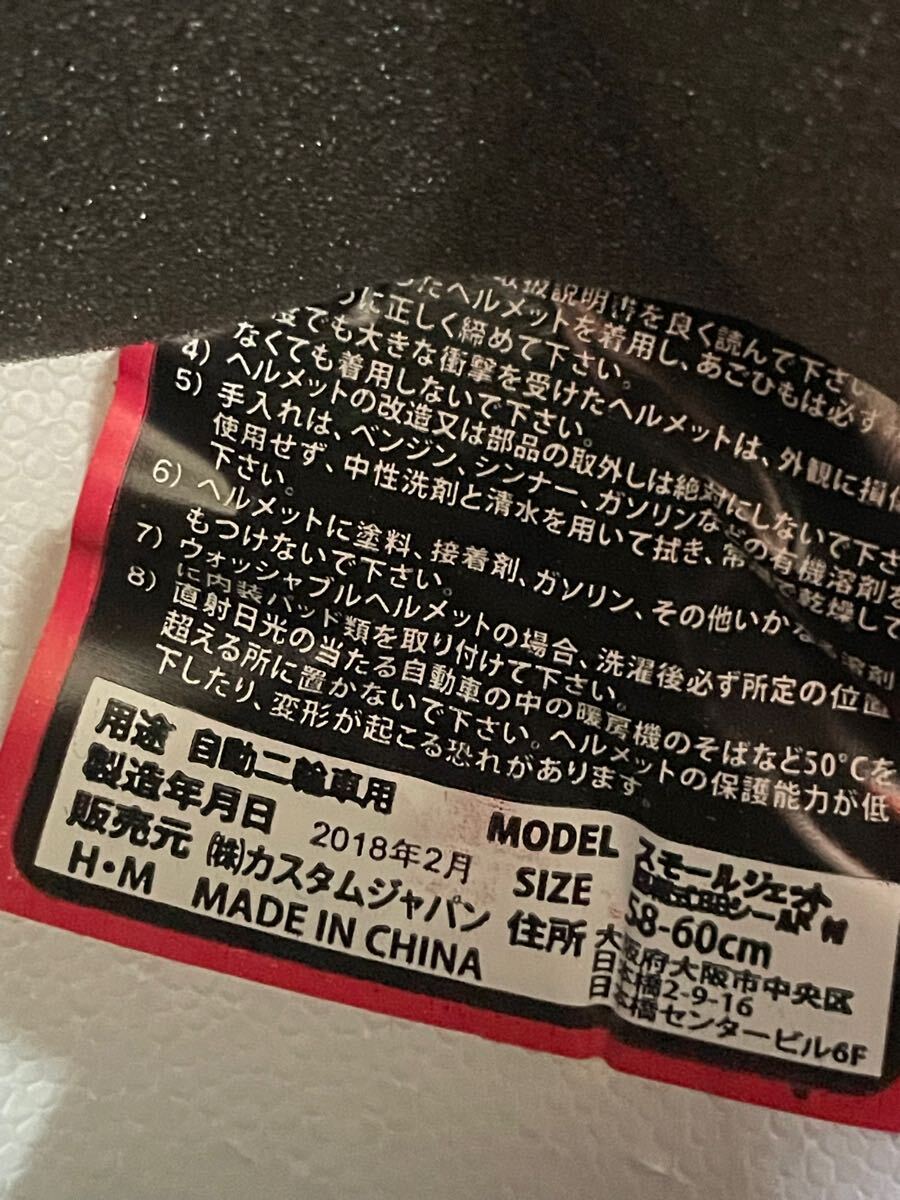 取扱説明書を良く読んで下さい。
したヘルメットを着用し、あごひもは必ず
うに正しく締めて下さい。
度でも大きな衝撃を受けたヘルメットは、外観に損傷
なくても着用しないで下さい。
4) ヘルメットの改造又は部品の取外しは絶対にしないで下さ
5) 手入れは、ベンジン、シンナー、ガソリンなどの有機溶剤を
使用せず、中性洗剤と清水を用いて拭き、常 で乾燥して
下さい。
6) ヘルメットに塗料、接着剤、ガソリン、その他いかなる 溶剤
もつけないで下さい。
7) ウォッシャブルヘルメットの場合、洗濯後必ず所定の位置
に内装パッド類を取り付けて下さい。
8) 直射日光の当たる自動車の中の暖房機のそばなど50℃を
超える所に置かないで下さい。ヘルメットの保護能力が低
下したり、変形が起こる恐れがあります。
用途 自動二輪車用
製造年月日 2018年2月
販売元 (株)カスタムジャパン
H・M MADE IN CHINA
MODEL スモールジェット
シールド付
SIZE 58-60cm
住所 大阪府大阪市中央区
日本橋2-9-16
日本橋センタービル6F